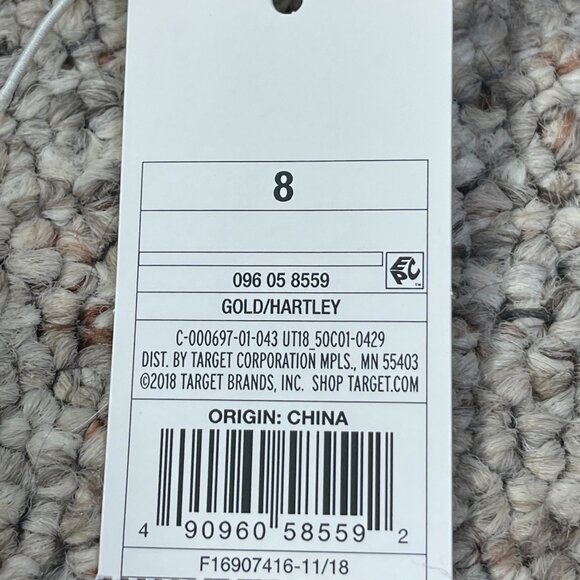 8
EPC™
096 05 8559
GOLD/HARTLEY
C-000697-01-043 UT18_50C01-0429
DIST. BY TARGET CORPORATION MPLS., MN 55403
©2018 TARGET BRANDS, INC. SHOP TARGET.COM
ORIGIN: CHINA
4 90960 58559 2
F16907416-11/18